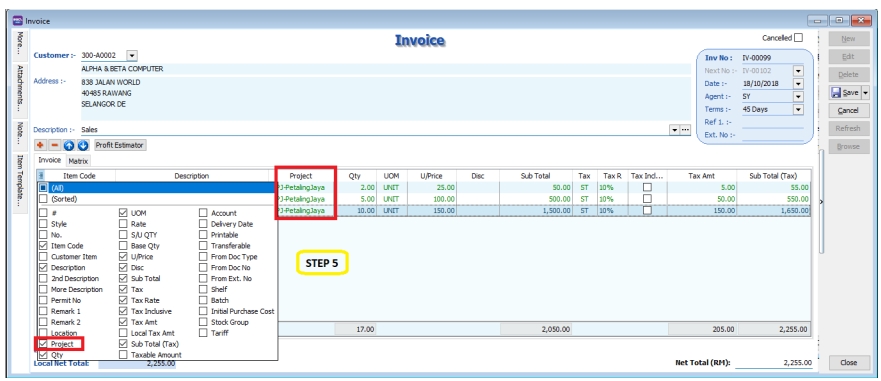 Invoice
Invoice
Cancelled
More...
Attachments...
Note...
Item Template...
Customer :- 300-A0002
ALPHA & BETA COMPUTER
Address :- 838 JALAN WORLD
40485 RAWANG
SELANGOR DE
Inv No : IV-00099
Next No :- IV-00102
Date :- 18/10/2018
Agent :- SY
Terms :- 45 Days
Ref 1. :-
Ext. No :-
Description :- Sales
Profit Estimator
Invoice Matrix
Item Code Description Project Qty UOM U/Price Disc Sub Total Tax Tax R Tax Incl... Tax Amt Sub Total (Tax)
(All) PJ-PetalingJaya 2.00 UNIT 25.00 50.00 ST 10% 5.00 55.00
(Sorted) PJ-PetalingJaya 5.00 UNIT 100.00 500.00 ST 10% 50.00 550.00
PJ-PetalingJaya 10.00 UNIT 150.00 1,500.00 ST 10% 150.00 1,650.00
# UOM Account
Style Rate Delivery Date
No. S/U QTY Printable
Item Code Base Qty Transferable
Customer Item U/Price From Doc Type
Description Disc From Doc No
2nd Description Sub Total From Ext. No
More Description Tax Shelf
Permit No Tax Rate Batch
Remark 1 Tax Inclusive Initial Purchase Cost
Remark 2 Tax Amt Stock Group
Location Local Tax Amt Tariff
Project Sub Total (Tax)
Qty Taxable Amount
STEP 5
17.00 2,050.00 205.00 2,255.00
Local Net Total: 2,255.00 Net Total (RM): 2,255.00
New
Edit
Delete
Save
Cancel
Refresh
Browse
Close